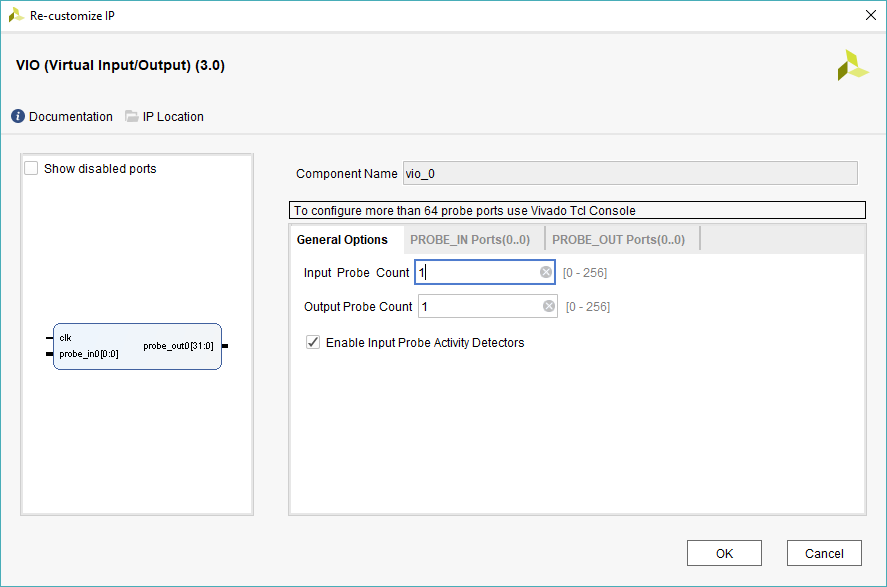 Re-customize IP
VIO (Virtual Input/Output) (3.0)
Documentation IP Location
Show disabled ports
clk
probe_in0[0:0]
probe_out0[31:0]
Component Name vio_0
To configure more than 64 probe ports use Vivado Tcl Console
General Options PROBE_IN Ports(0..0) PROBE_OUT Ports(0..0)
Input Probe Count 1 [0 - 256]
Output Probe Count 1 [0 - 256]
Enable Input Probe Activity Detectors
OK Cancel